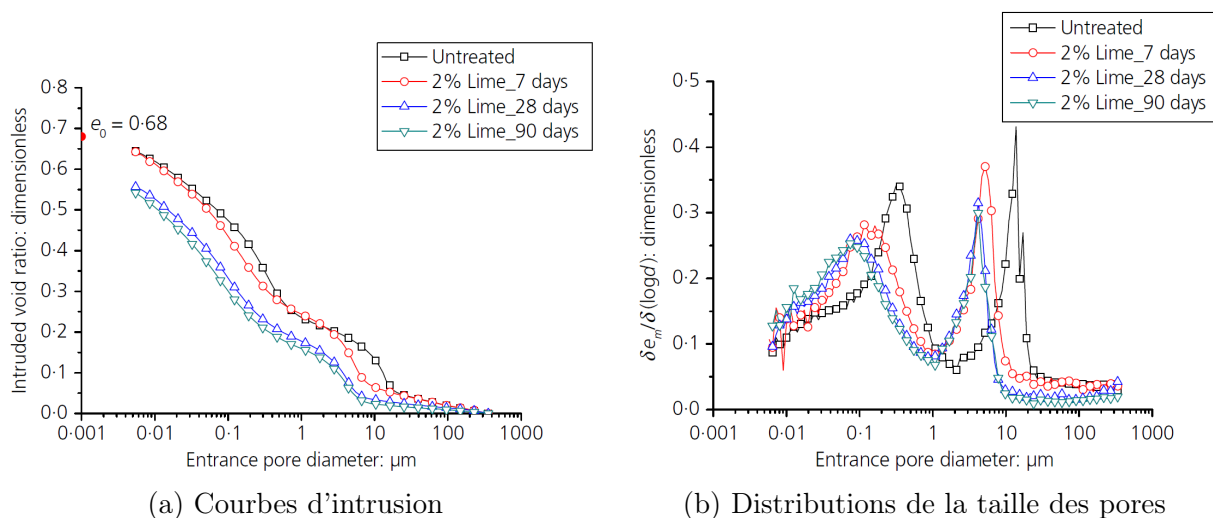 Untreated
2% Lime_7 days
2% Lime_28 days
2% Lime_90 days
0·8
0·7
0·6
0·5
0·4
0·3
0·2
0·1
0·0
e0 = 0·68
Intruded void ratio: dimensionless
0·001
0·01
0·1
1
10
100
1000
Entrance pore diameter: µm
(a) Courbes d'intrusion
Untreated
2% Lime_7 days
2% Lime_28 days
2% Lime_90 days
0·5
0·4
0·3
0·2
0·1
0·0
δem/δ(logd): dimensionless
0·001
0·01
0·1
1
10
100
1000
Entrance pore diameter: µm
(b) Distributions de la taille des pores